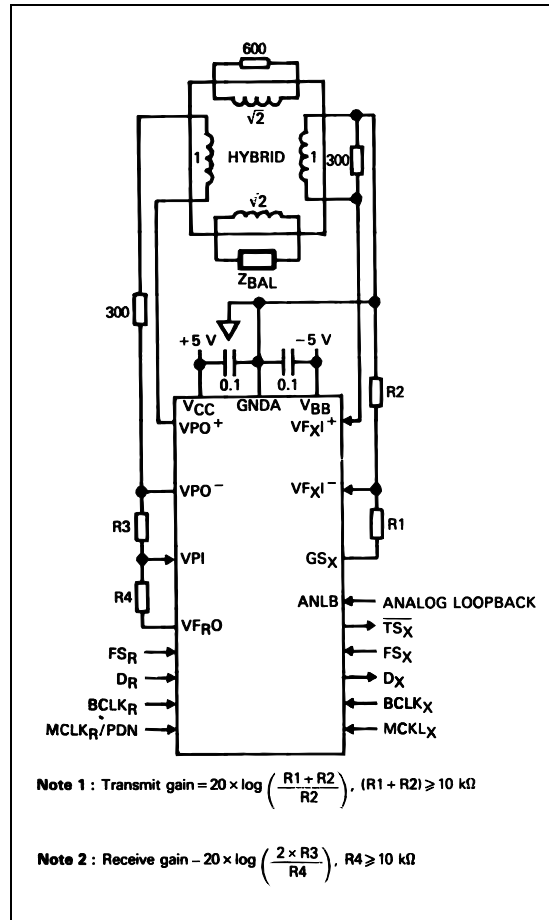 600
√2
1 HYBRID 1
300
√2
ZBAL
300
+5 V -5 V
0.1 0.1
R2
VCC GNDA VBB
VPO+ VFXI+
VPO- VFXI-
R3 R1
VPI GSX
R4 ANLB ANALOG LOOPBACK
VFRO TSX
FSR FSX
DR DX
BCLKR BCLKX
MCLKR/PDN MCKLX
Note 1 : Transmit gain = 20 × log ( R1 + R2 / R2 ), (R1 + R2) ⩾ 10 kΩ
Note 2 : Receive gain – 20 × log ( 2 × R3 / R4 ), R4 ⩾ 10 kΩ